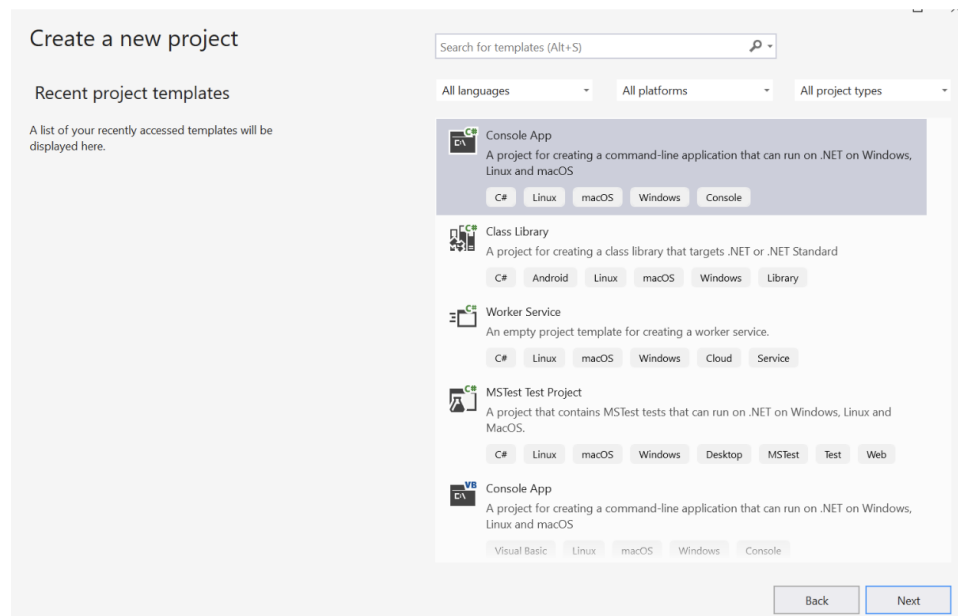 Create a new project
Search for templates (Alt+S)
Recent project templates
All languages
All platforms
All project types
A list of your recently accessed templates will be
displayed here.
C#
Console App
A project for creating a command-line application that can run on .NET on Windows,
Linux and macOS
C# Linux macOS Windows Console
C#
Class Library
A project for creating a class library that targets .NET or .NET Standard
C# Android Linux macOS Windows Library
C#
Worker Service
An empty project template for creating a worker service.
C# Linux macOS Windows Cloud Service
C#
MSTest Test Project
A project that contains MSTest tests that can run on .NET on Windows, Linux and
MacOS.
C# Linux macOS Windows Desktop MSTest Test Web
VB
Console App
A project for creating a command-line application that can run on .NET on Windows,
Linux and macOS
Visual Basic Linux macOS Windows Console
Back
Next